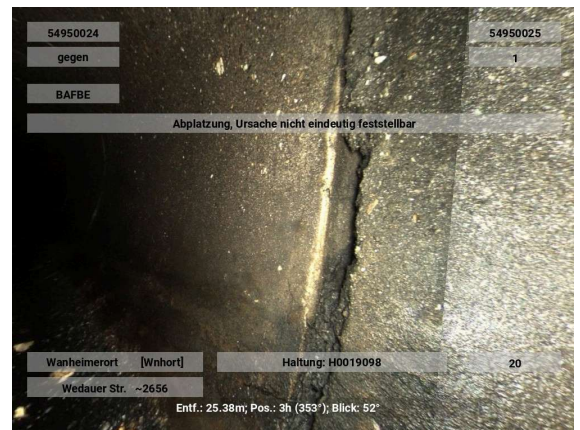 54950024 54950025
gegen 1
BAFBE
Abplatzung, Ursache nicht eindeutig feststellbar
Wanheimerort [Wnhort] Haltung: H0019098 20
Wedauer Str. ~2656
Entf.: 25.38m; Pos.: 3h (353°); Blick: 52°